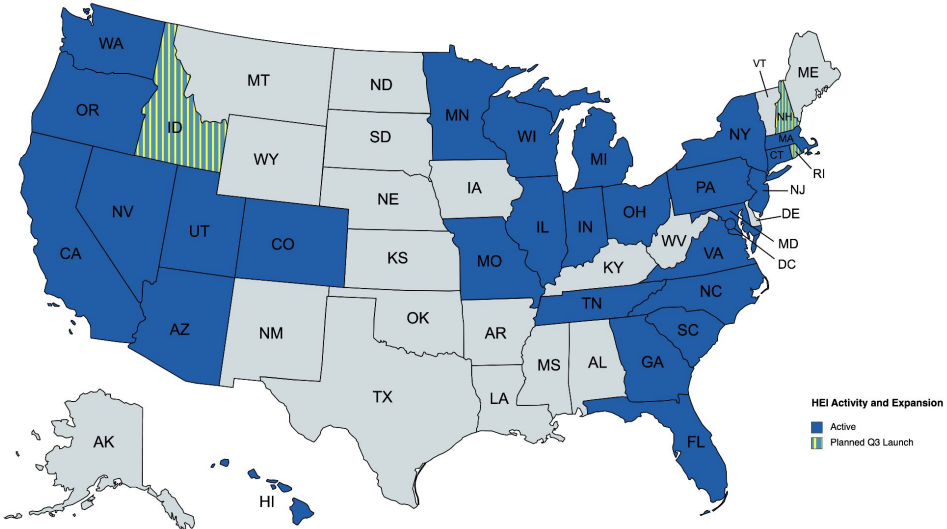 WA
MT
ND
MN
VT
ME
OR
ID
SD
WI
MI
NY
NH
MA
CT
RI
WY
IA
NE
PA
NJ
NV
UT
CO
IL
IN
OH
DE
MD
DC
CA
KS
MO
KY
WV
VA
AZ
NM
OK
AR
TN
NC
SC
MS
AL
GA
TX
LA
FL
AK
HI
HEI Activity and Expansion
Active
Planned Q3 Launch